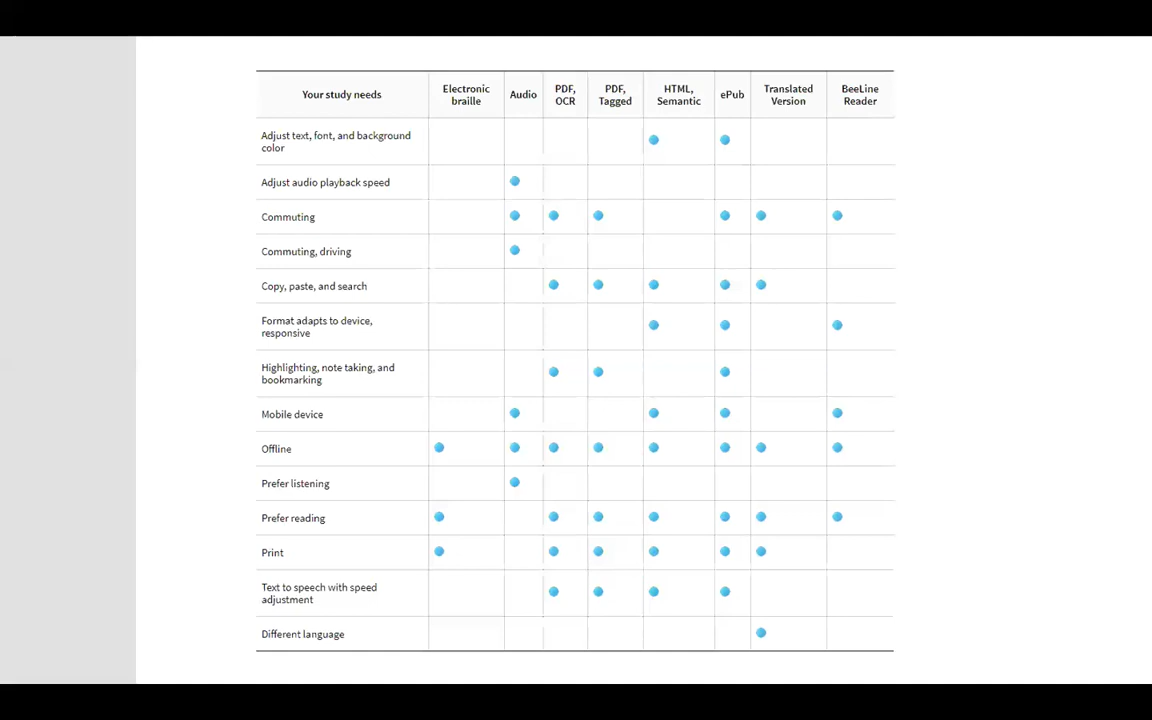 Your study needs
Electronic
braille
Audio
PDF,
OCR
PDF,
Tagged
HTML,
Semantic
ePub
Translated
Version
BeeLine
Reader
Adjust text, font, and background
color
Adjust audio playback speed
Commuting
Commuting, driving
Copy, paste, and search
Format adapts to device,
responsive
Highlighting, note taking, and
bookmarking
Mobile device
Offline
Prefer listening
Prefer reading
Print
Text to speech with speed
adjustment
Different language